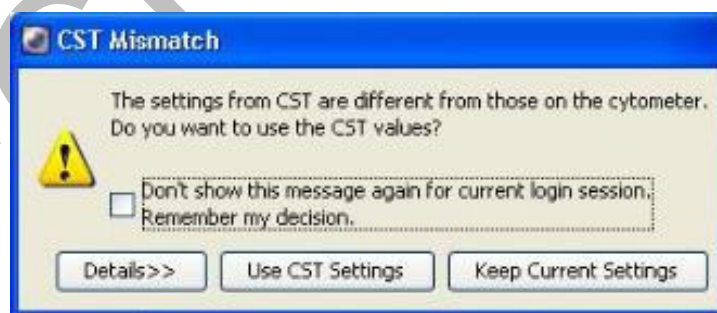 CST Mismatch
The settings from CST are different from those on the cytometer.
Do you want to use the CST values?
Don't show this message again for current login session.
Remember my decision.
Details>>
Use CST Settings
Keep Current Settings